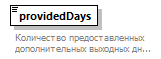 providedDays
Количество предоставленных
дополнительных выходных дн...